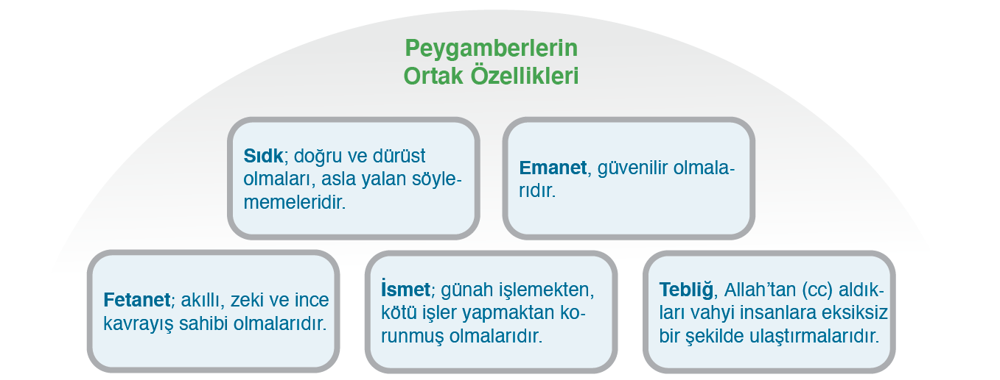 Peygamberlerin
Ortak Özellikleri
Sıdk; doğru ve dürüst
olmaları, asla yalan söyle-
memeleridir.
Emanet, güvenilir olmala-
rıdır.
Fetanet; akıllı, zeki ve ince
kavrayış sahibi olmalarıdır.
İsmet; günah işlemekten,
kötü işler yapmaktan ko-
runmuş olmalarıdır.
Tebliğ, Allah’tan (cc) aldık-
ları vahyi insanlara eksiksiz
bir şekilde ulaştırmalarıdır.